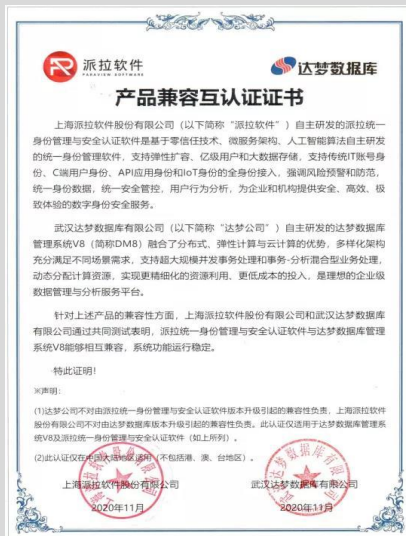 派拉软件
PARAVIEW SOFTWARE
达梦数据库
产品兼容互认证证书
上海派拉软件股份有限公司（以下简称“派拉软件”）自主研发的派拉统一
身份管理与安全认证软件是基于零信任技术、微服务架构、人工智能算法自主研发
的统一身份管理软件，支持弹性扩容、亿级用户和大数据存储，支持传统IT账号身
份、C端用户身份、API应用身份和IoT身份的全身份接入，强调风险预警和防范，
统一身份数据，统一安全管控，用户行为分析，为企业和机构提供安全、高效、极
致体验的数字身份安全服务。
武汉达梦数据库有限公司（以下简称“达梦公司”）自主研发的达梦数据库
管理系统V8（简称DM8）融合了分布式、弹性计算与云计算的优势，多样化架构
充分满足不同场景需求，支持超大规模并发事务处理和事务-分析混合型业务处理，
动态分配计算资源，实现更精细化的资源利用、更低成本的投入，是理想的企业级
数据管理与分析服务平台。
针对上述产品的兼容性方面，上海派拉软件股份有限公司和武汉达梦数据库
有限公司通过共同测试表明，派拉统一身份管理与安全认证软件与达梦数据库管理
系统V8能够相互兼容，系统功能运行稳定。
特此证明！
※声明：
(1)达梦公司不对由派拉统一身份管理与安全认证软件版本升级引起的兼容性负责，上海派拉软件
股份有限公司不对由达梦数据库版本升级引起的兼容性负责。此认证仅适用于达梦数据库管理系
统V8及派拉统一身份管理与安全认证软件（如上所列）。
(2)此认证仅在中国大陆地区适用（不包括港、澳、台地区）。
上海派拉软件股份有限公司
武汉达梦数据库有限公司
2020年11月
2020年11月